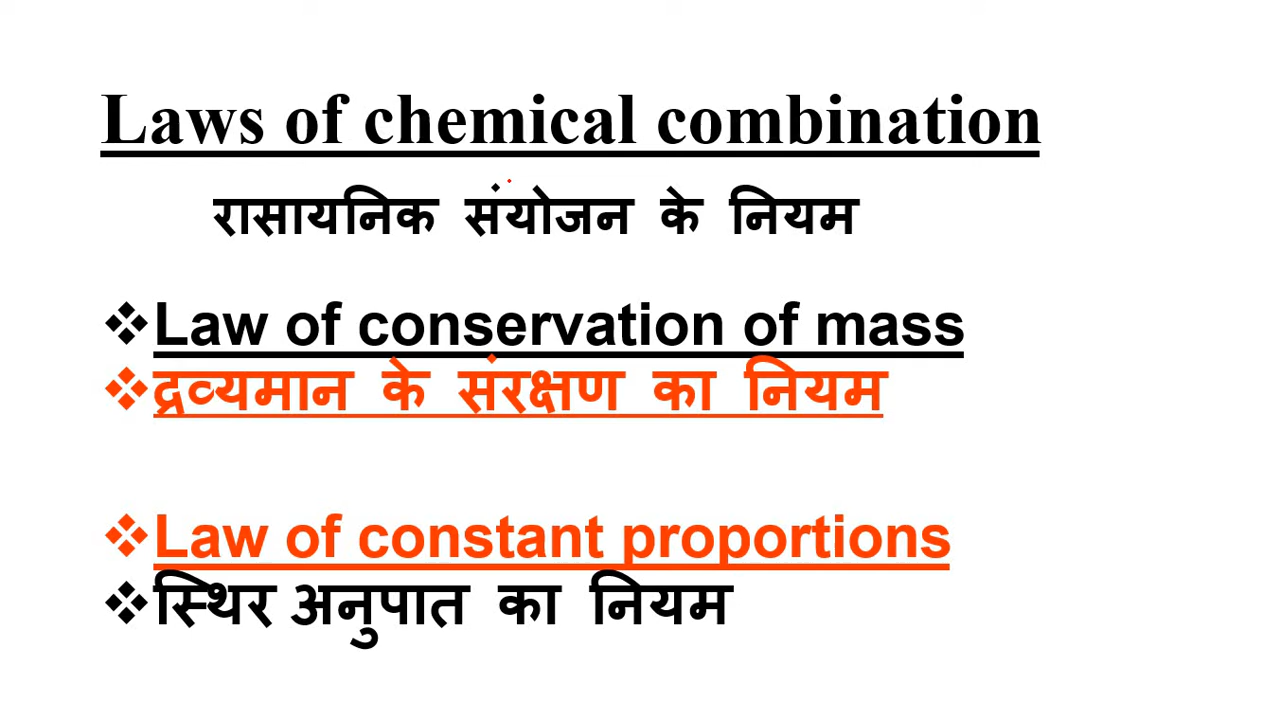 Laws of chemical combination
रासायनिक संयोजन के नियम
❖Law of conservation of mass
❖द्रव्यमान के संरक्षण का नियम
❖Law of constant proportions
❖स्थिर अनुपात का नियम